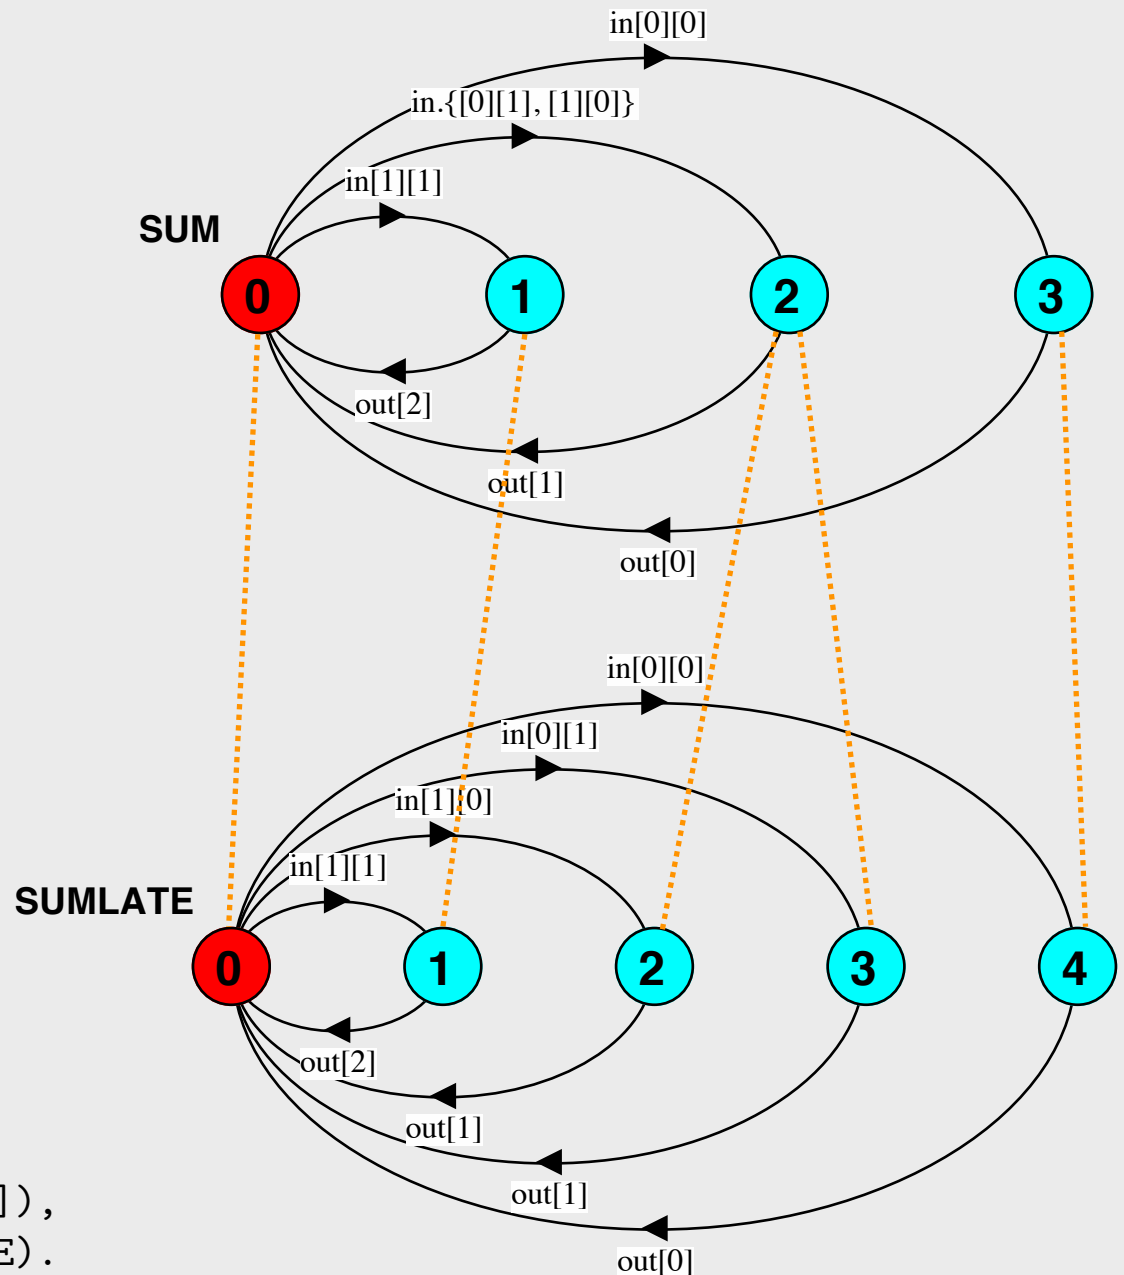 in[0][0]
in.{[0][1], [1][0]}
in[1][1]
SUM
0 1 2 3
out[2]
out[1]
out[0]
in[0][0]
in[0][1]
in[1][0]
in[1][1]
SUMLATE
0 1 2 3 4
out[2]
out[1]
out[1]
]),
out[0]
E).